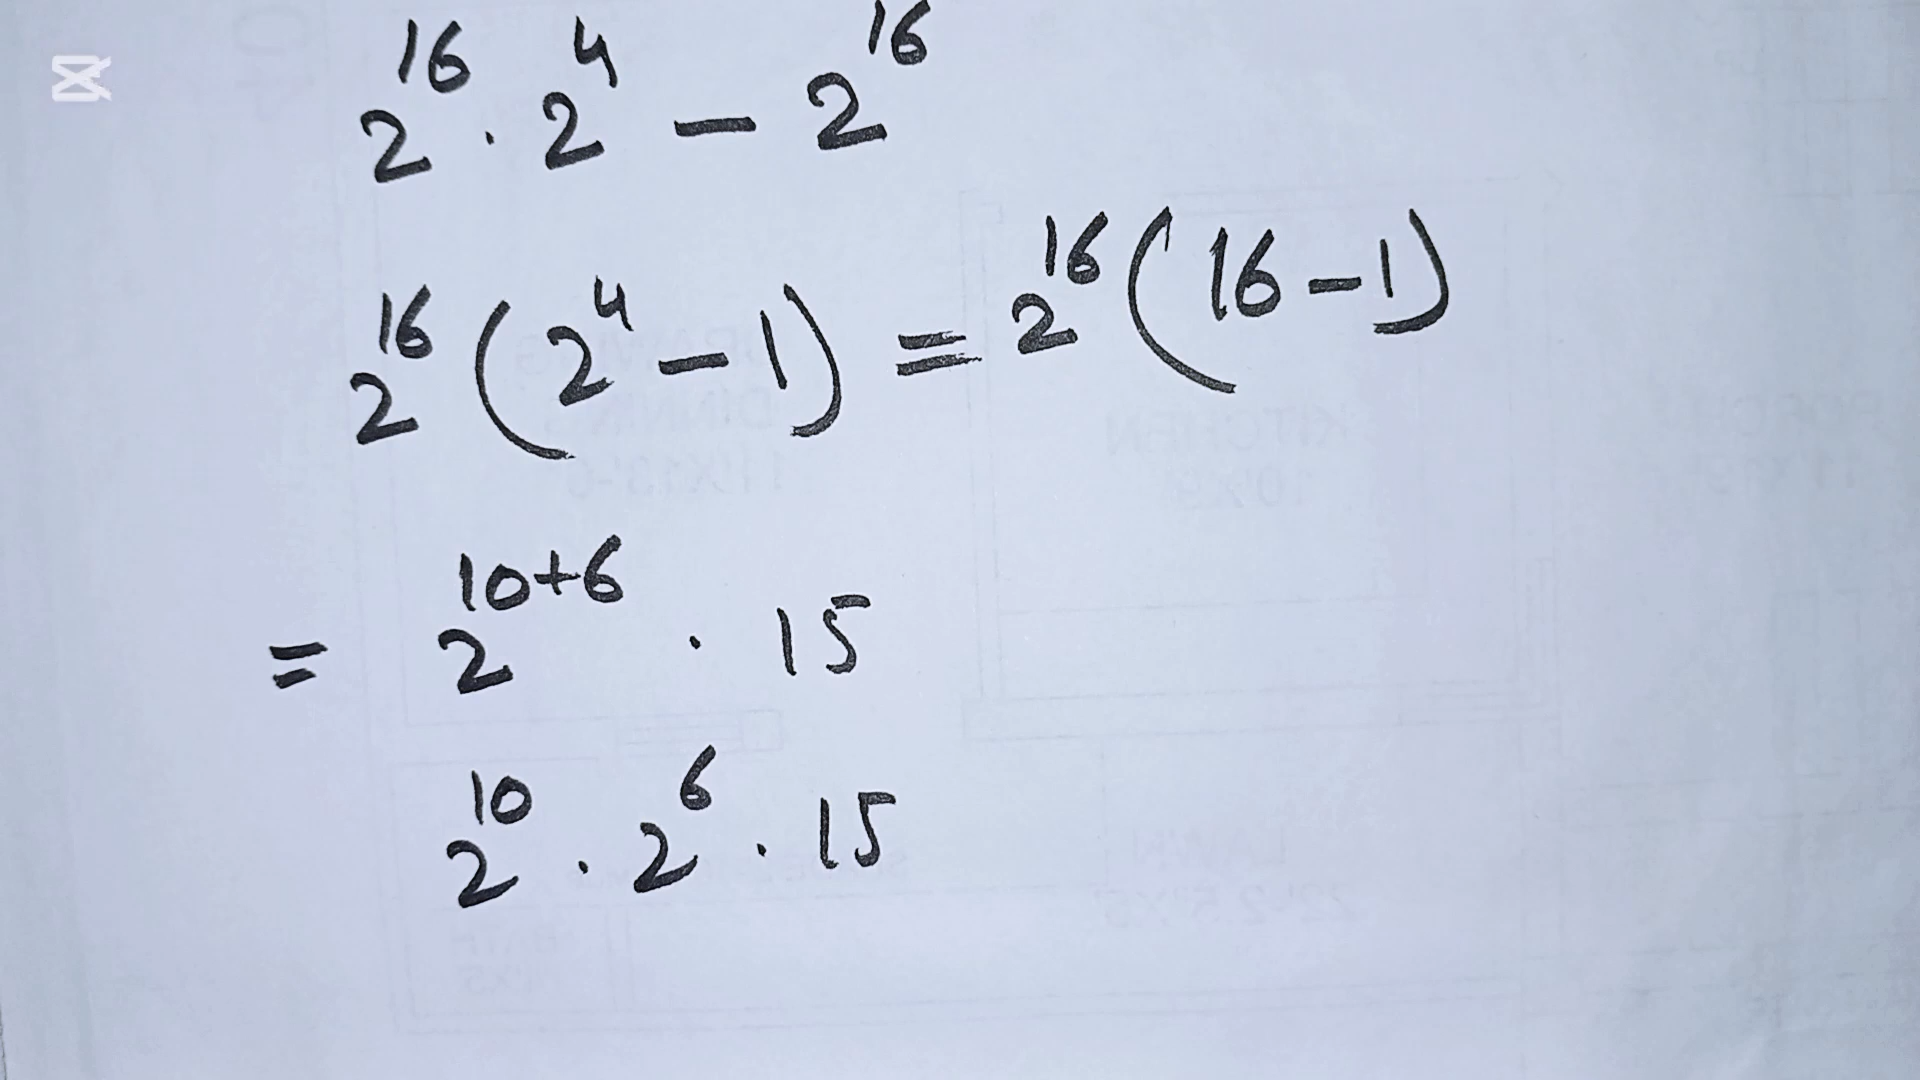 2^16 · 2^4 − 2^16
2^16 (2^4 − 1) = 2^16 (16 − 1)
= 2^10+6 · 15
2^10 · 2^6 · 15